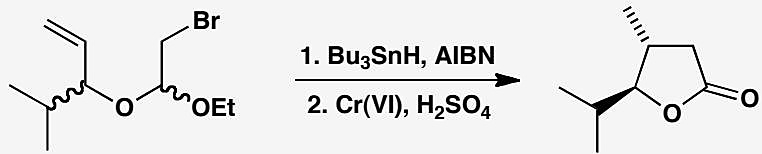 Br
O
OEt
1. Bu₃SnH, AIBN
2. Cr(VI), H₂SO₄
O
O